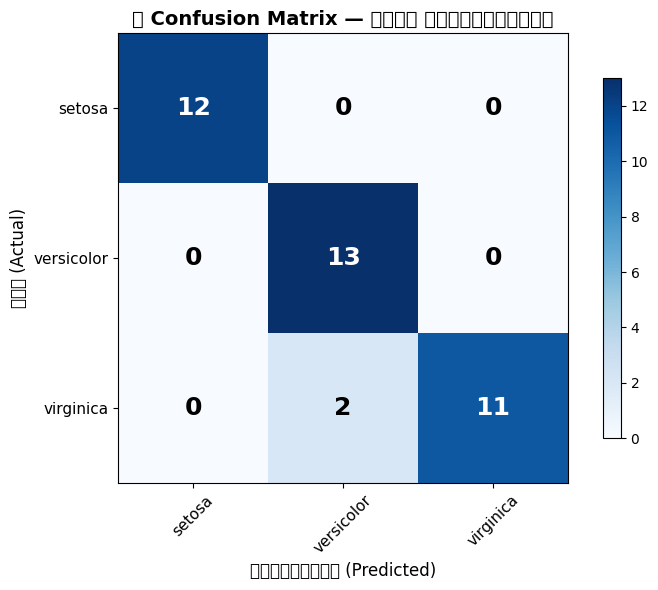 Confusion Matrix —
setosa 12 0 0
versicolor 0 13 0
virginica 0 2 11
(Actual)
setosa versicolor virginica
(Predicted)
12
10
8
6
4
2
0